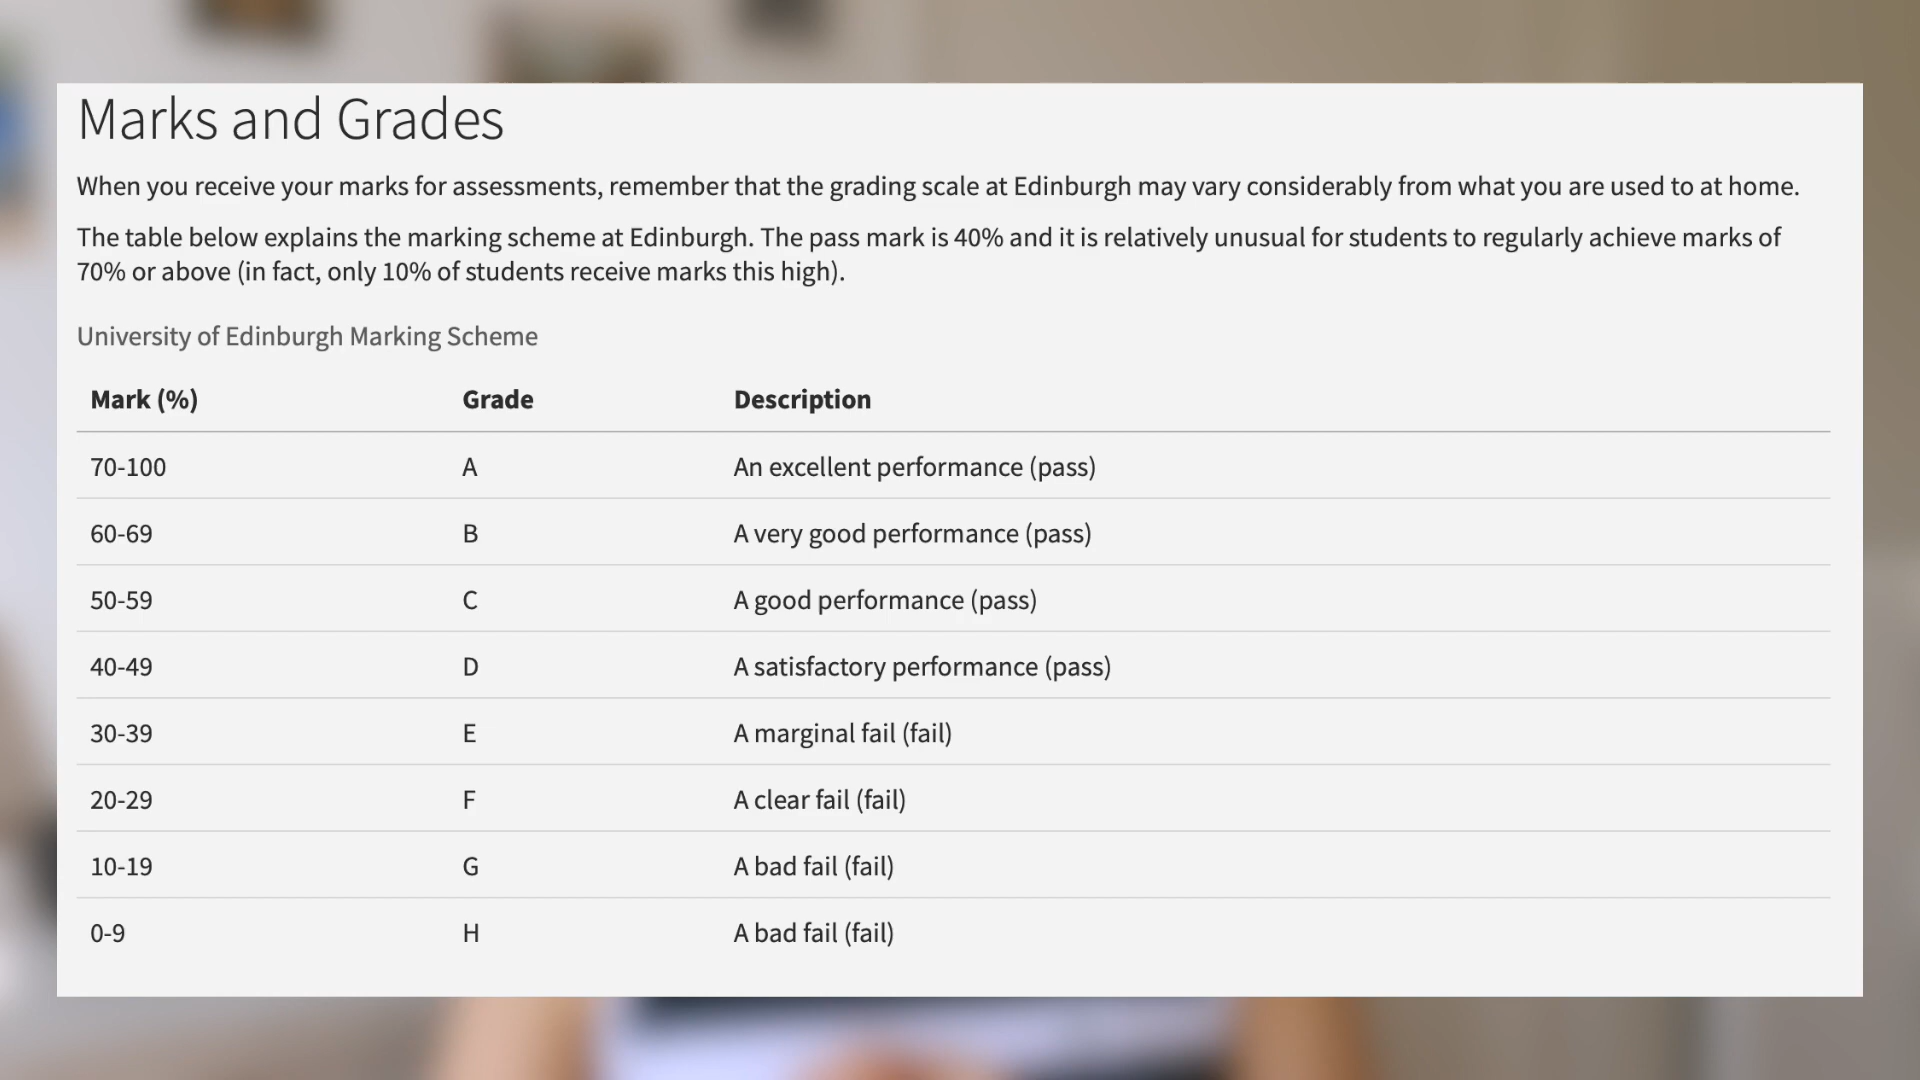 Marks and Grades
When you receive your marks for assessments, remember that the grading scale at Edinburgh may vary considerably from what you are used to at home.
The table below explains the marking scheme at Edinburgh. The pass mark is 40% and it is relatively unusual for students to regularly achieve marks of
70% or above (in fact, only 10% of students receive marks this high).
University of Edinburgh Marking Scheme
Mark (%) Grade Description
70-100 A An excellent performance (pass)
60-69 B A very good performance (pass)
50-59 C A good performance (pass)
40-49 D A satisfactory performance (pass)
30-39 E A marginal fail (fail)
20-29 F A clear fail (fail)
10-19 G A bad fail (fail)
0-9 H A bad fail (fail)